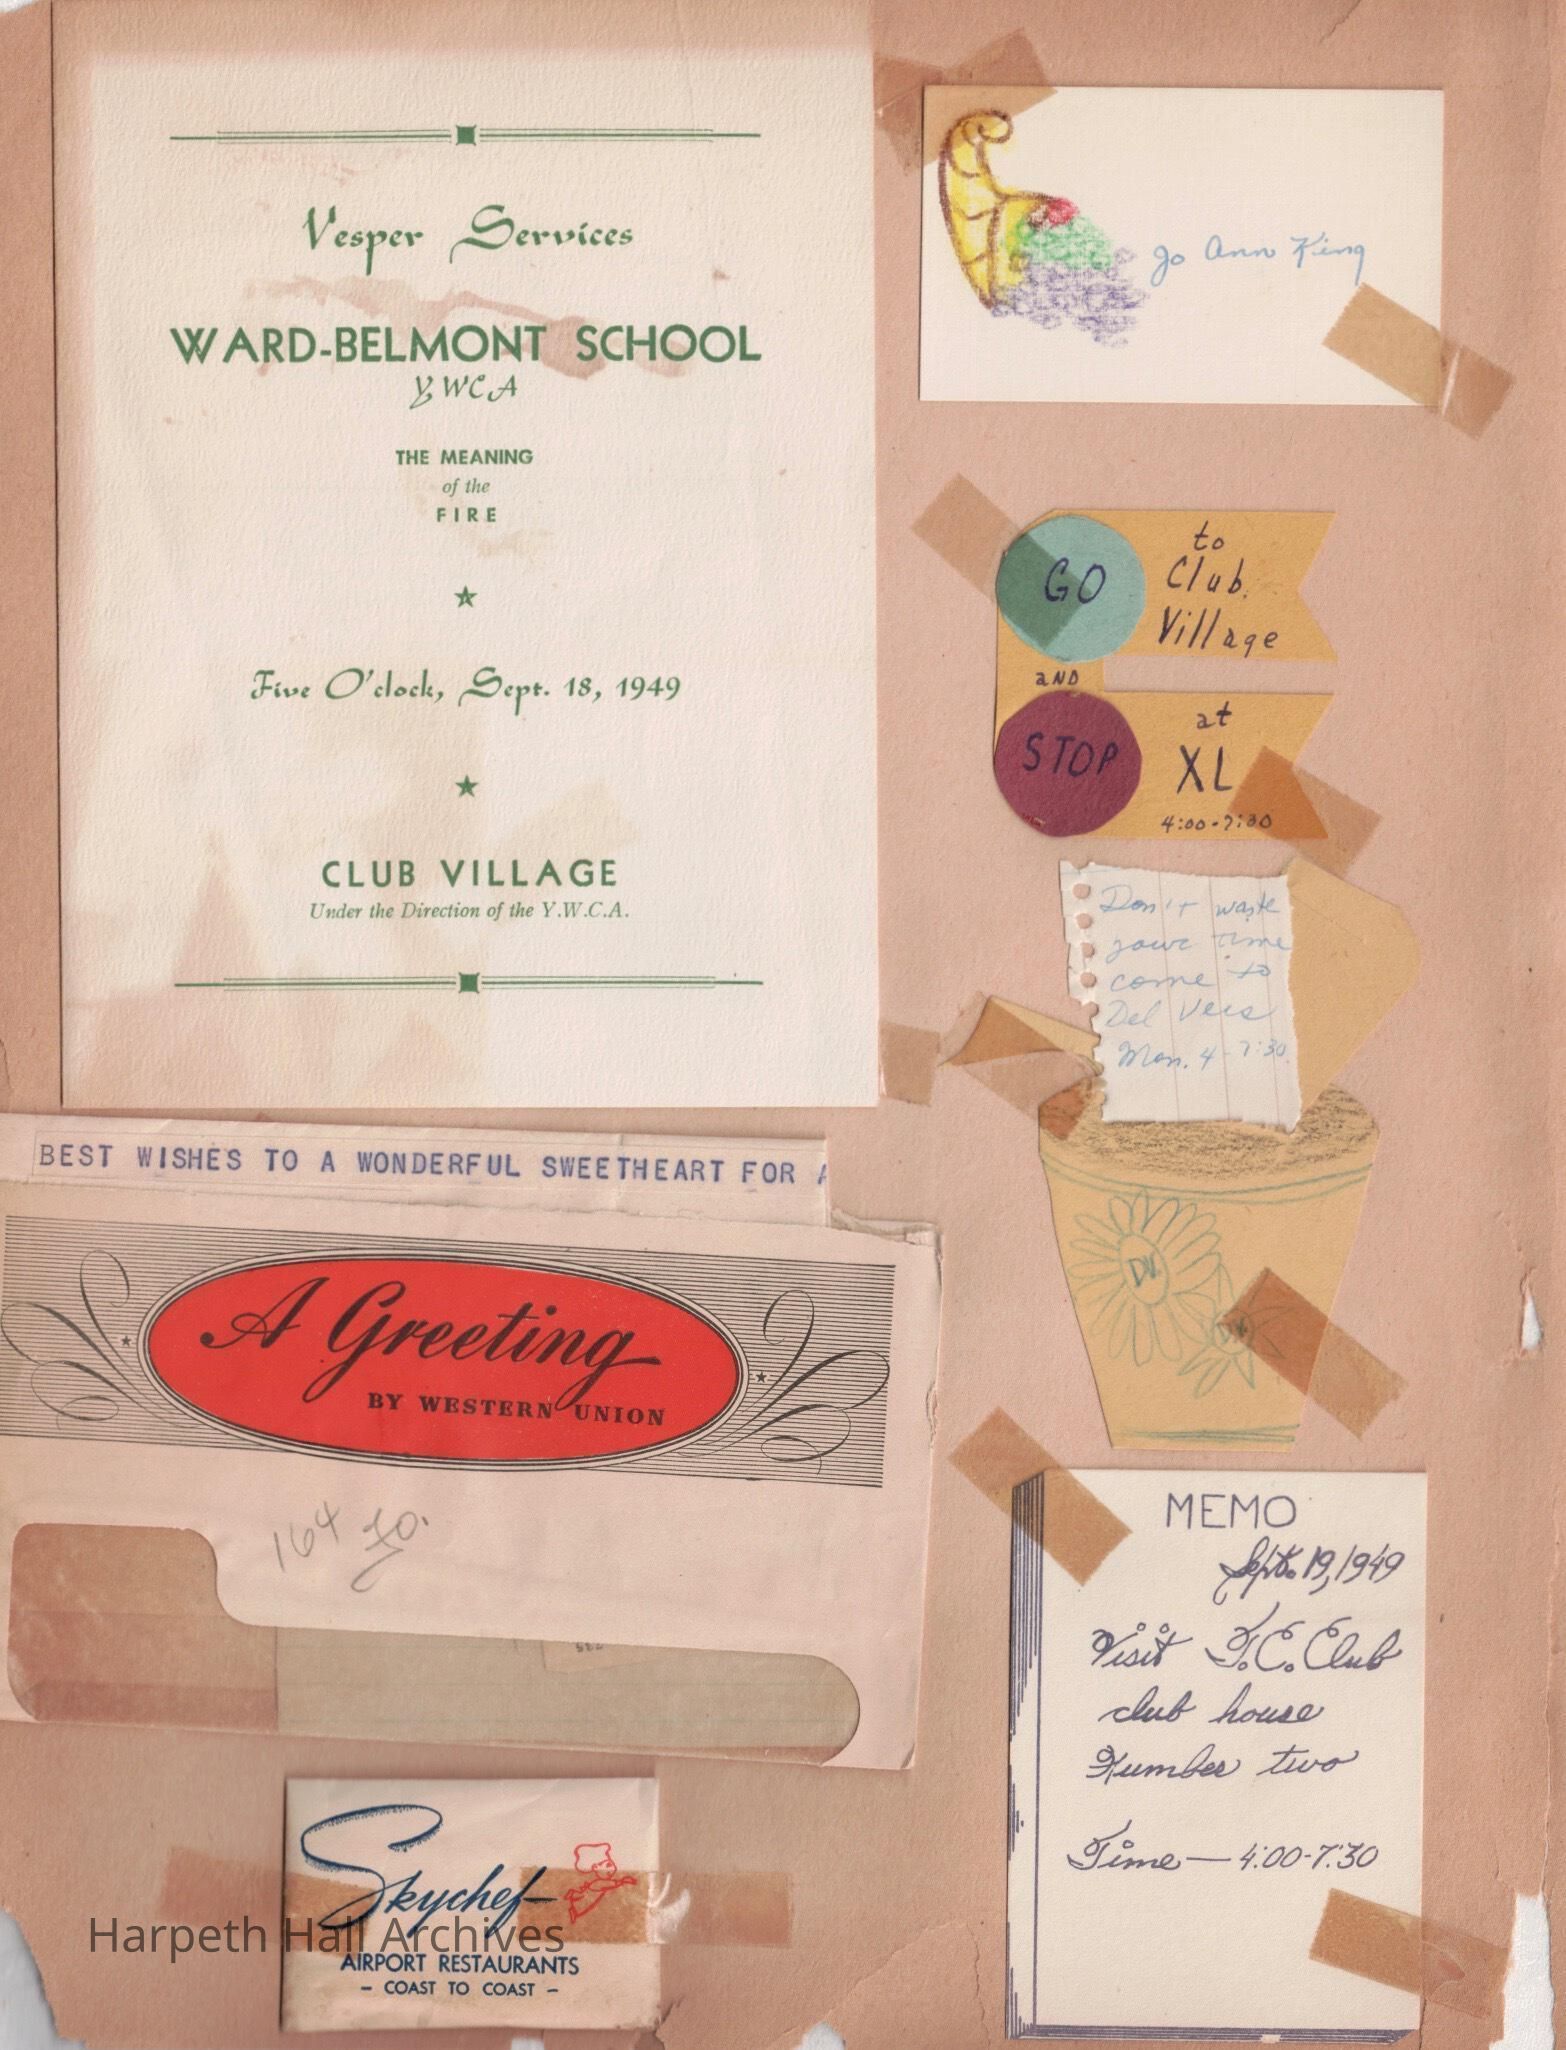 Vesper Services
WARD-BELMONT SCHOOL
YWCA
THE MEANING
of the
FIRE
Five O'clock, Sept. 18, 1949
CLUB VILLAGE
Under the Direction of the Y.W.C.A.
BEST WISHES TO A WONDERFUL SWEETHEART FOR
A Greeting
BY WESTERN UNION
164 Jo.
Skychef
AIRPORT RESTAURANTS
- COAST TO COAST -
Harpeth Hall Archives
Jo Ann King
GO to
Club
Village
AND
STOP at
XL
4:00-7:30
Don't waste
your time
come to
Del Vers
Mon. 4-7:30
DV
DV
MEMO
Sept. 19, 1949
Visit T.C. Club
club house
Number two
Time — 4:00-7:30